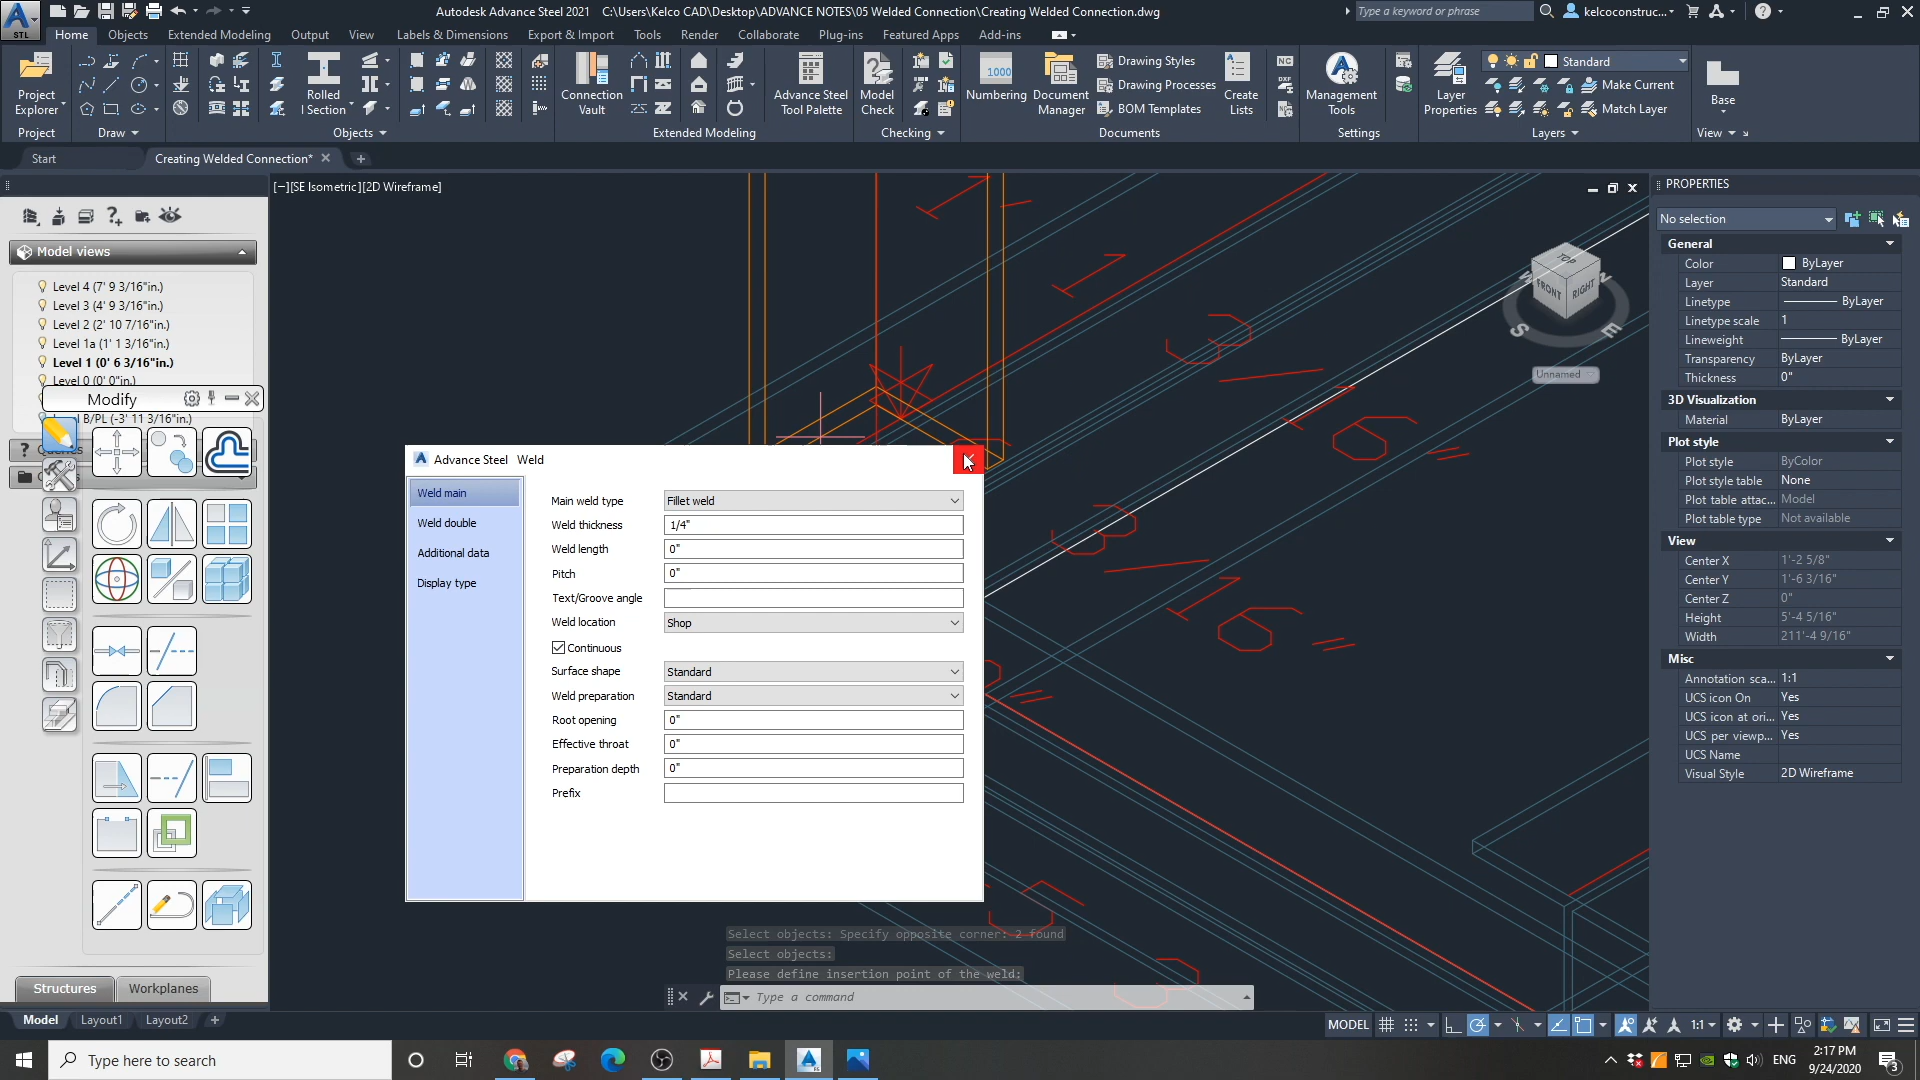 Autodesk Advance Steel 2021   C:\Users\Kelco CAD\Desktop\ADVANCE NOTES\05 Welded Connection\Creating Welded Connection.dwg
Type a keyword or phrase
kelcoconstruc...
STL
Home Objects Extended Modeling Output View Labels & Dimensions Export & Import Tools Render Collaborate Plug-ins Featured Apps Add-ins
Project Explorer
Rolled I Section
Connection Vault
Advance Steel Tool Palette
Model Check
1000
Numbering
Document Manager
Drawing Styles
Drawing Processes
BOM Templates
Create Lists
NC
DXF
Management Tools
Layer Properties
Standard
Make Current
Match Layer
Base
Project Draw Objects Extended Modeling Checking Documents Settings Layers View
Start Creating Welded Connection*
[−][SE Isometric][2D Wireframe]
Model views
Level 4 (7' 9 3/16"in.)
Level 3 (4' 9 3/16"in.)
Level 2 (2' 10 7/16"in.)
Level 1a (1' 1 3/16"in.)
Level 1 (0' 6 3/16"in.)
Level 0 (0' 0"in.)
Modify
B/PL (-3' 11 3/16"in.)
Structures Workplanes
TOP
FRONT
RIGHT
S
E
Unnamed
Advance Steel   Weld
Weld main
Weld double
Additional data
Display type
Main weld type Fillet weld
Weld thickness 1/4"
Weld length 0"
Pitch 0"
Text/Groove angle
Weld location Shop
Continuous
Surface shape Standard
Weld preparation Standard
Root opening 0"
Effective throat 0"
Preparation depth 0"
Prefix
Select objects: Specify opposite corner: 2 found
Select objects:
Please define insertion point of the weld:
Type a command
PROPERTIES
No selection
General
Color ByLayer
Layer Standard
Linetype ByLayer
Linetype scale 1
Lineweight ByLayer
Transparency ByLayer
Thickness 0"
3D Visualization
Material ByLayer
Plot style
Plot style ByColor
Plot style table None
Plot table attac... Model
Plot table type Not available
View
Center X 1'-2 5/8"
Center Y 1'-6 3/16"
Center Z 0"
Height 5'-4 5/16"
Width 211'-4 9/16"
Misc
Annotation sca... 1:1
UCS icon On Yes
UCS icon at ori... Yes
UCS per viewp... Yes
UCS Name
Visual Style 2D Wireframe
Model Layout1 Layout2
MODEL
1:1
Type here to search
ENG
2:17 PM
9/24/2020
3